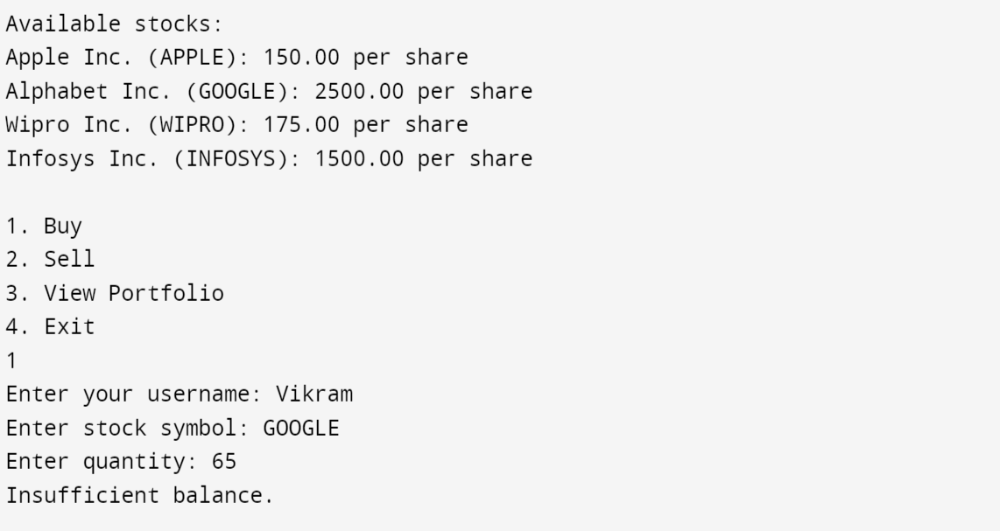 Available stocks:
Apple Inc. (APPLE): 150.00 per share
Alphabet Inc. (GOOGLE): 2500.00 per share
Wipro Inc. (WIPRO): 175.00 per share
Infosys Inc. (INFOSYS): 1500.00 per share
1. Buy
2. Sell
3. View Portfolio
4. Exit
1
Enter your username: Vikram
Enter stock symbol: GOOGLE
Enter quantity: 65
Insufficient balance.